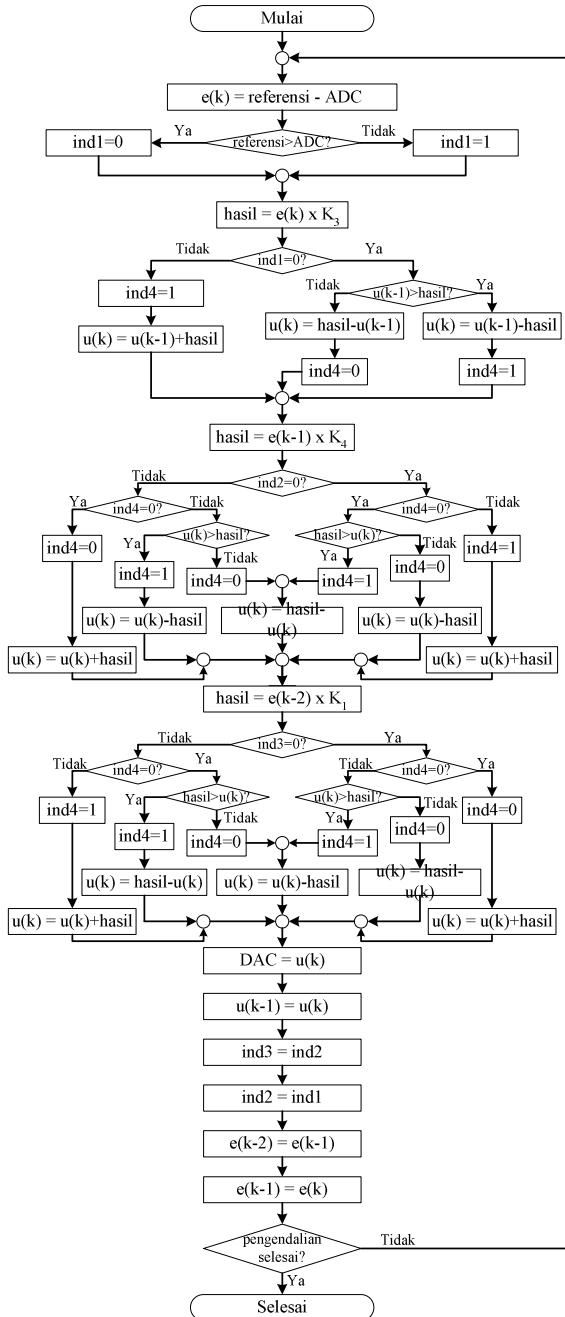 Mulai
e(k) = referensi - ADC
Ya
referensi>ADC?
Tidak
ind1=0
ind1=1
hasil = e(k) x K3
Tidak
ind1=0?
Ya
ind4=1
Tidak
u(k-1)>hasil?
Ya
u(k) = u(k-1)+hasil
u(k) = hasil-u(k-1)
u(k) = u(k-1)-hasil
ind4=0
ind4=1
hasil = e(k-1) x K4
Tidak
ind2=0?
Ya
Ya
ind4=0?
Tidak
Ya
ind4=0?
Tidak
ind4=0
u(k)>hasil?
hasil>u(k)?
ind4=1
Ya
Tidak
Ya
Tidak
ind4=1
ind4=0
ind4=1
ind4=0
u(k) = u(k)-hasil
u(k) = hasil-
u(k)
u(k) = u(k)-hasil
u(k) = u(k)+hasil
u(k) = u(k)+hasil
hasil = e(k-2) x K1
Tidak
ind3=0?
Ya
Tidak
ind4=0?
Ya
Tidak
ind4=0?
Ya
ind4=1
hasil>u(k)?
u(k)>hasil?
ind4=0
Ya
Tidak
Ya
Tidak
ind4=1
ind4=0
ind4=1
ind4=0
u(k) = hasil-u(k)
u(k) = u(k)-hasil
u(k) = hasil-
u(k)
u(k) = u(k)+hasil
u(k) = u(k)+hasil
DAC = u(k)
u(k-1) = u(k)
ind3 = ind2
ind2 = ind1
e(k-2) = e(k-1)
e(k-1) = e(k)
pengendalian
selesai?
Tidak
Ya
Selesai